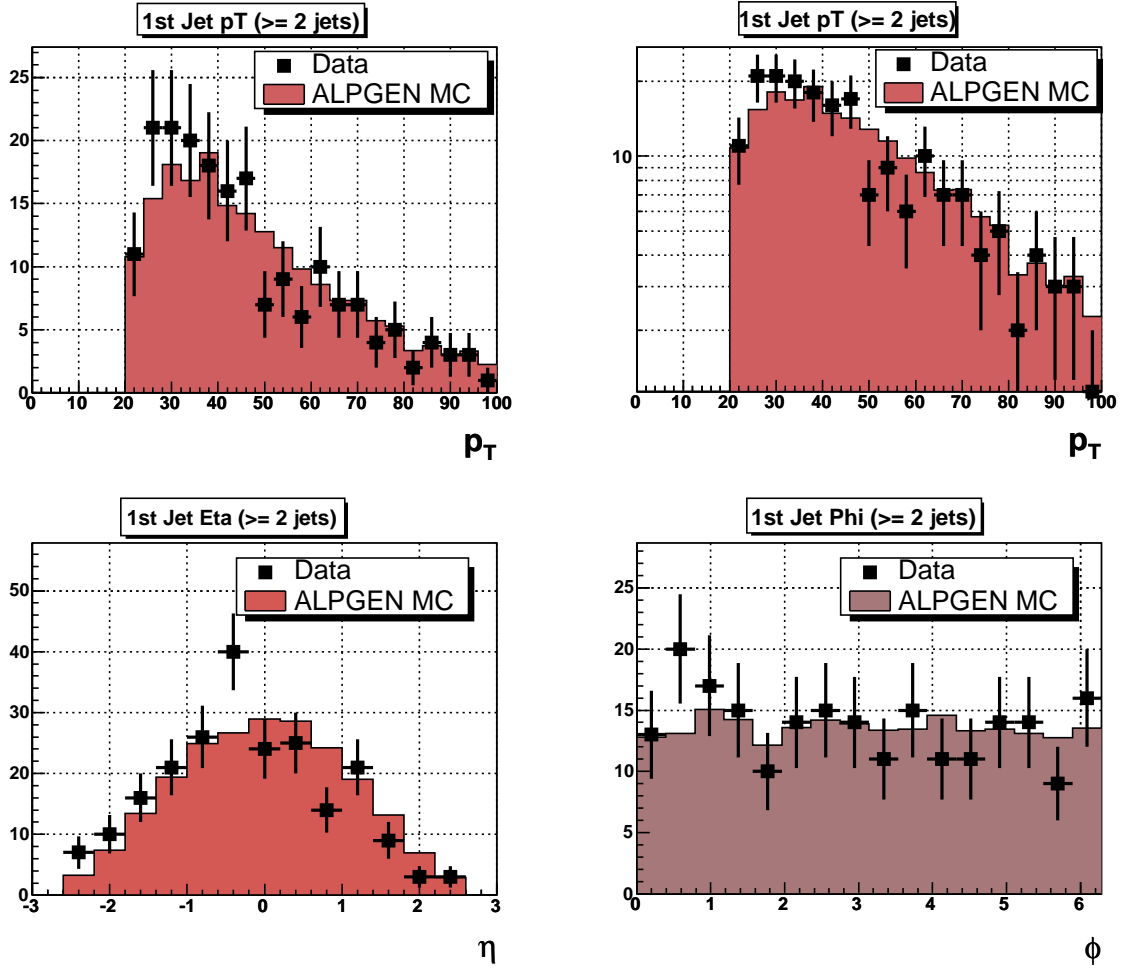 1st Jet pT (>= 2 jets)
Data
ALPGEN MC
25
20
15
10
5
0
0 10 20 30 40 50 60 70 80 90 100
pT
1st Jet pT (>= 2 jets)
Data
ALPGEN MC
10
0 10 20 30 40 50 60 70 80 90 100
pT
1st Jet Eta (>= 2 jets)
Data
ALPGEN MC
50
40
30
20
10
0
-3 -2 -1 0 1 2 3
η
1st Jet Phi (>= 2 jets)
Data
ALPGEN MC
25
20
15
10
5
0
0 1 2 3 4 5 6
ϕ